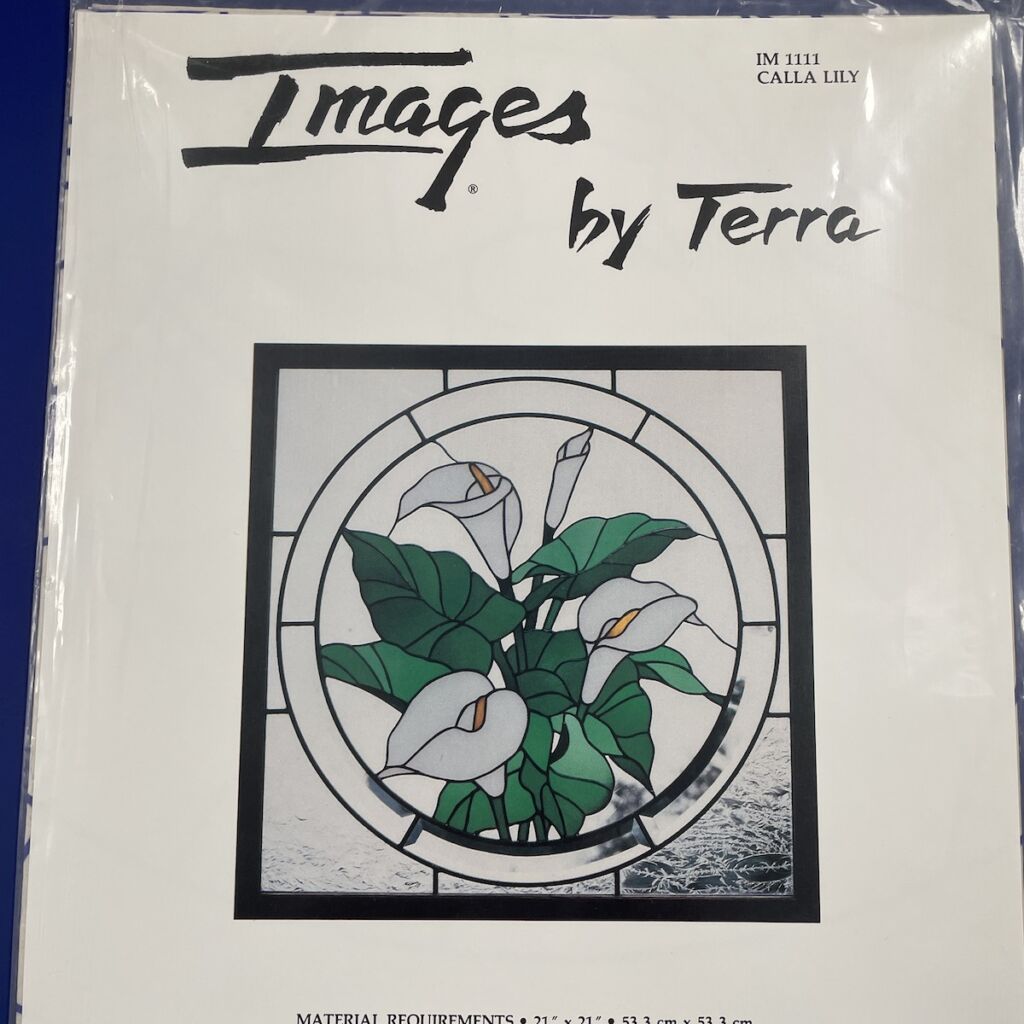 IM 1111
CALLA LILY
Images
®
by Terra
MATERIAL REQUIREMENTS • 21″ x 21″ • 53.3 cm x 53.3 cm